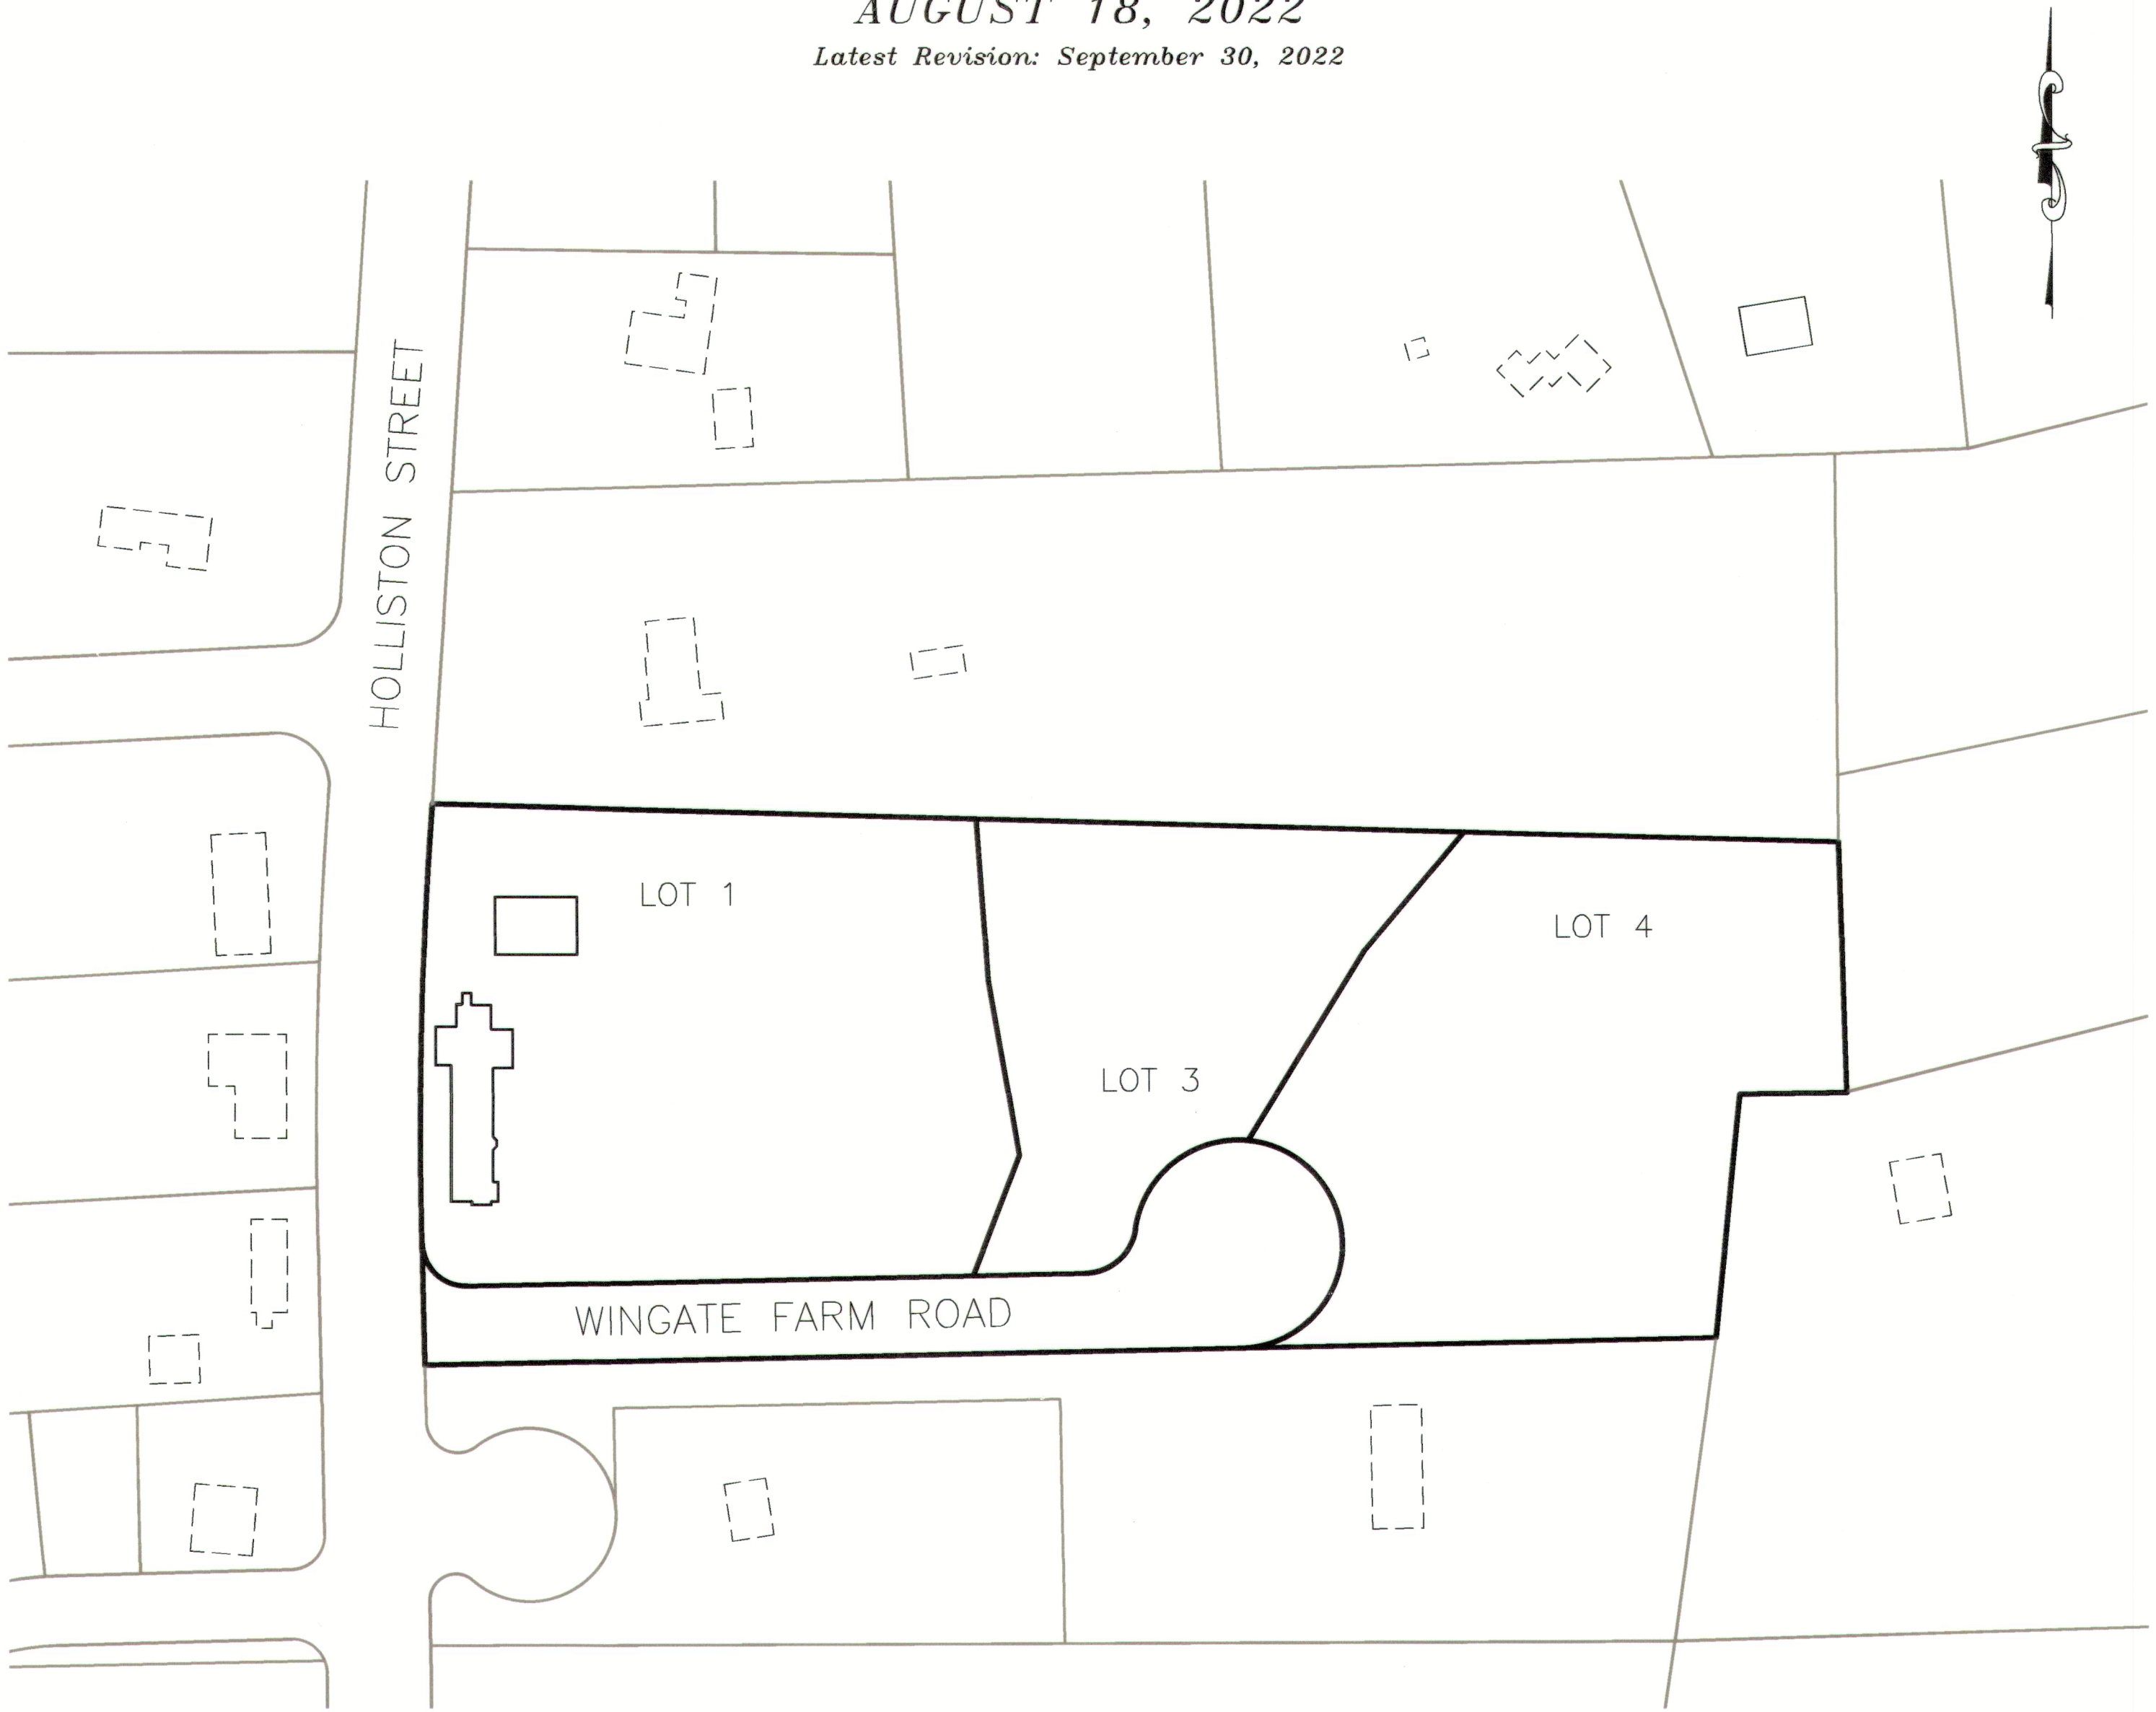 AUGUST 18, 2022
Latest Revision: September 30, 2022
HOLLISTON STREET
LOT 1
LOT 4
LOT 3
WINGATE FARM ROAD